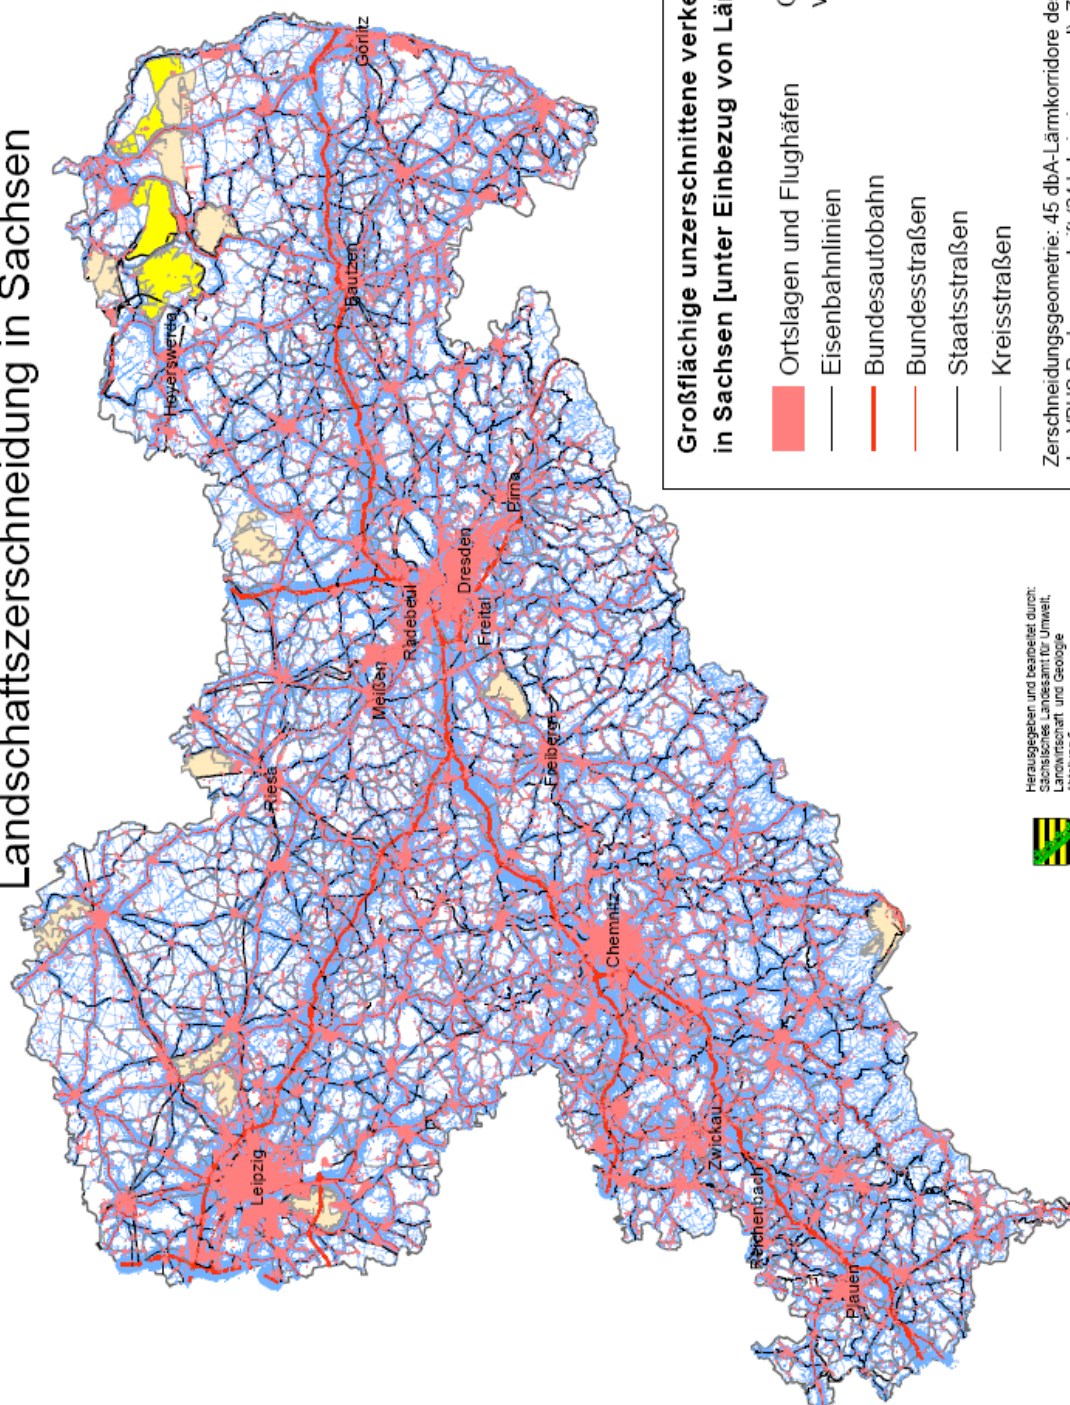 Landschaftszerschneidung in Sachsen
Görlitz
Bautzen
Hoyerswerda
Pirna
Dresden
Radebeul
Freital
Meißen
Riesa
Freiberg
Chemnitz
Leipzig
Zwickau
Reichenbach
Plauen
Großflächige unzerschnittene verke
in Sachsen [unter Einbezug von Lär
Ortslagen und Flughäfen
Eisenbahnlinien
Bundesautobahn
Bundesstraßen
Staatsstraßen
Kreisstraßen
Zerschneidungsgeometrie: 45 dbA-Lärmkorridore de
Herausgegeben und bearbeitet durch:
Sächsisches Landesamt für Umwelt,
Landwirtschaft und Geologie